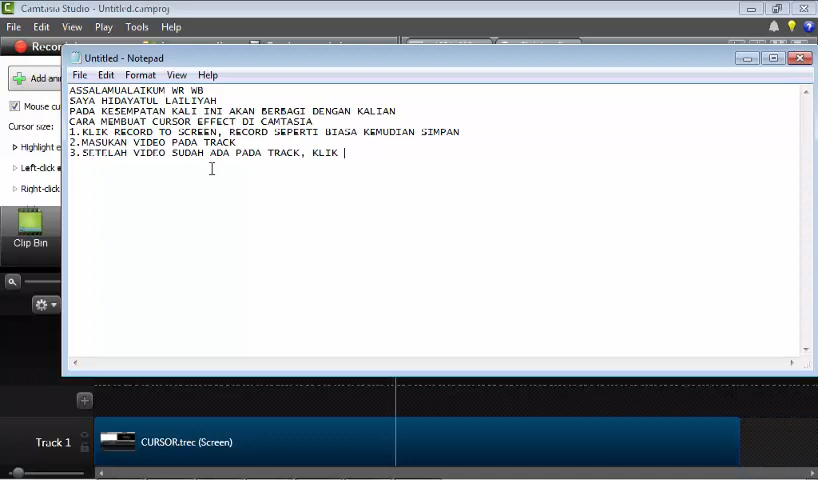 Camtasia Studio - Untitled.camproj
File Edit View Play Tools Help
Untitled - Notepad
File Edit Format View Help
ASSALAMUALAIKUM WR WB
SAYA HIDAYATUL LAILIYAH
PADA KESEMPATAN KALI INI AKAN BERBAGI DENGAN KALIAN
CARA MEMBUAT CURSOR EFFECT DI CAMTASIA
1.KLIK RECORD TO SCREEN, RECORD SEPERTI BIASA KEMUDIAN SIMPAN
2.MASUKAN VIDEO PADA TRACK
3.SETELAH VIDEO SUDAH ADA PADA TRACK, KLIK
Add
Mouse
Cursor size:
Highlight
Left-click
Right-click
Clip Bin
Track 1
CURSOR.trec (Screen)